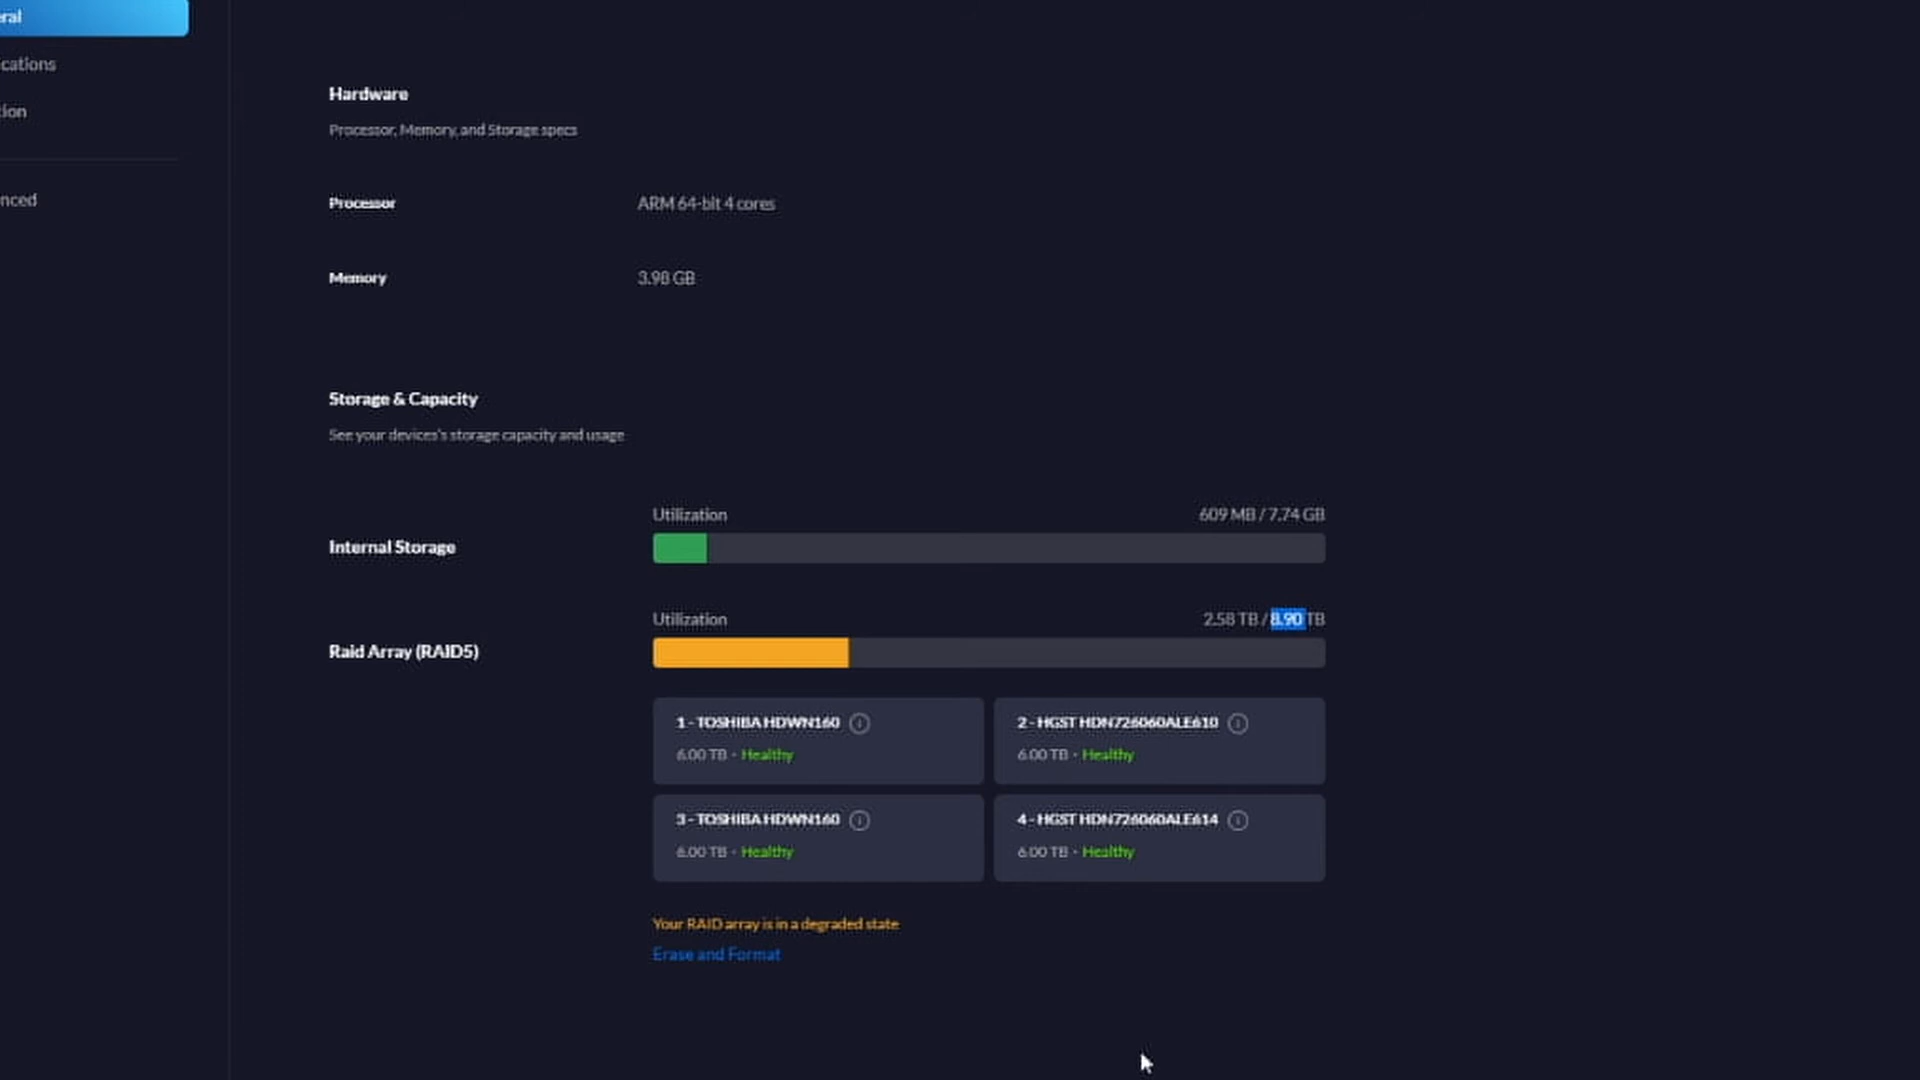 eral
cations
tion
nced
Hardware
Processor, Memory, and Storage specs
Processor
ARM 64-bit 4 cores
Memory
3.98 GB
Storage & Capacity
See your devices's storage capacity and usage
Utilization
609 MB / 7.74 GB
Internal Storage
Utilization
2.58 TB / 8.90 TB
Raid Array (RAID5)
1 - TOSHIBA HDWN160
6.00 TB · Healthy
2 - HGST HDN726060ALE610
6.00 TB · Healthy
3 - TOSHIBA HDWN160
6.00 TB · Healthy
4 - HGST HDN726060ALE614
6.00 TB · Healthy
Your RAID array is in a degraded state
Erase and Format